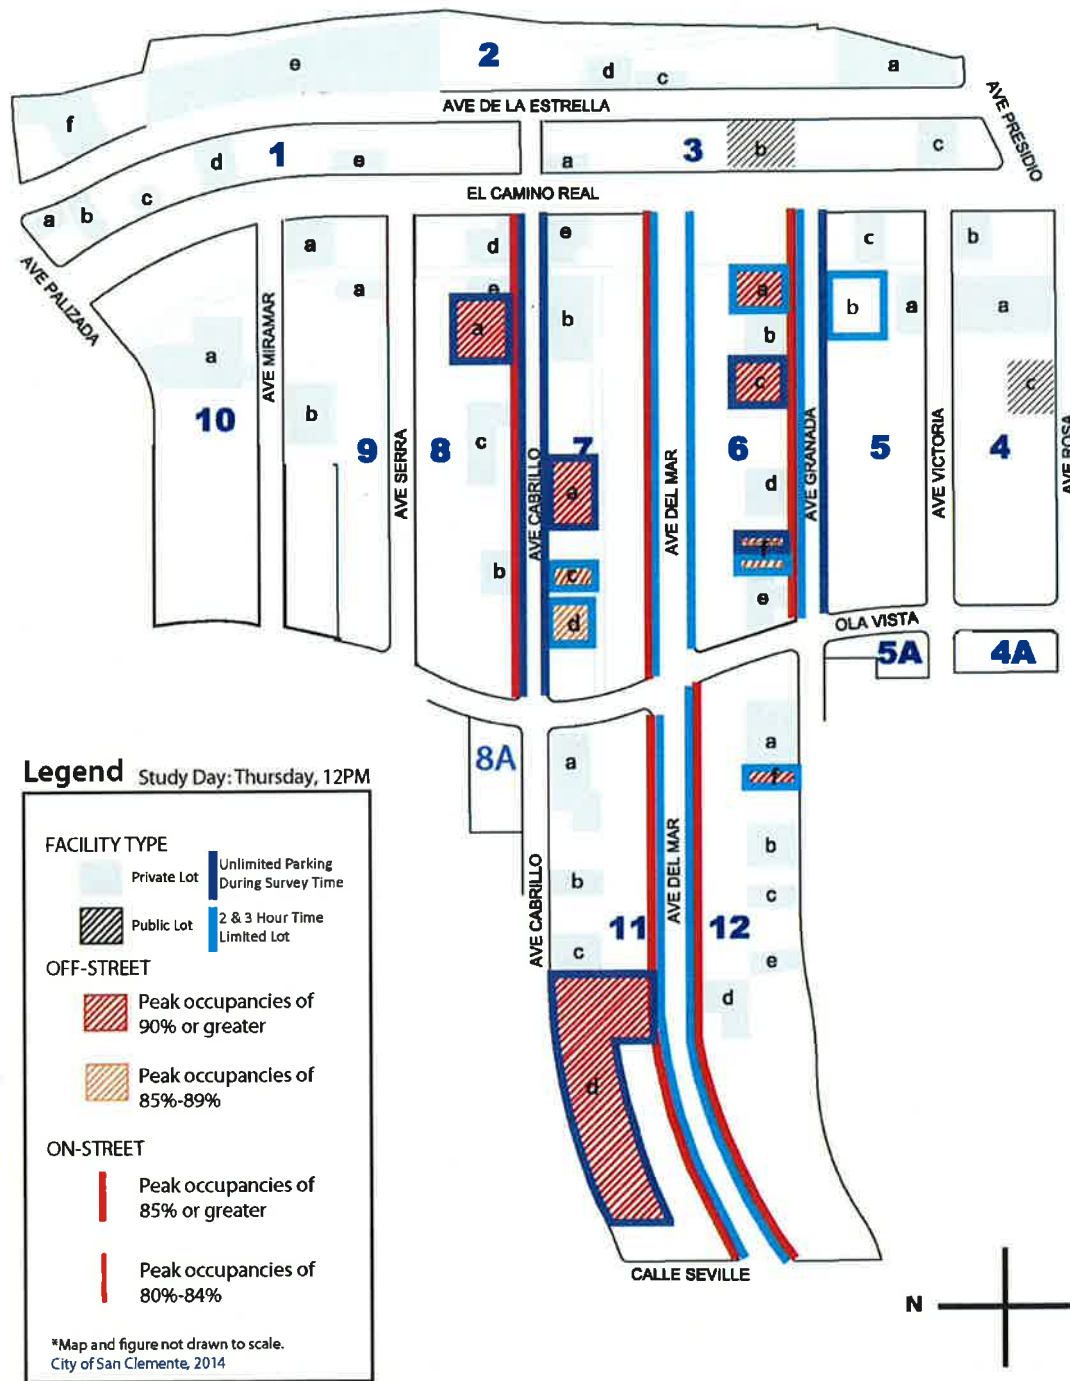 2
e
d
c
a
f
AVE DE LA ESTRELLA
AVE PRESIDIO
1
d
e
a
3
b
c
a
b
c
EL CAMINO REAL
AVE PALIZADA
a
10
AVE MIRAMAR
a
a
b
9
AVE SERRA
d
e
a
8
c
b
AVE CABRILLO
e
b
7
a
c
d
AVE DEL MAR
a
b
c
6
d
f
e
AVE GRANADA
c
b
a
5
AVE VICTORIA
b
a
c
4
AVE ROSA
OLA VISTA
5A
4A
8A
AVE CABRILLO
a
b
c
11
d
AVE DEL MAR
a
f
b
c
12
e
d
CALLE SEVILLE
N
Legend Study Day: Thursday, 12PM
FACILITY TYPE
Private Lot
Unlimited Parking
During Survey Time
Public Lot
2 & 3 Hour Time
Limited Lot
OFF-STREET
Peak occupancies of
90% or greater
Peak occupancies of
85%-89%
ON-STREET
Peak occupancies of
85% or greater
Peak occupancies of
80%-84%
*Map and figure not drawn to scale.
City of San Clemente, 2014